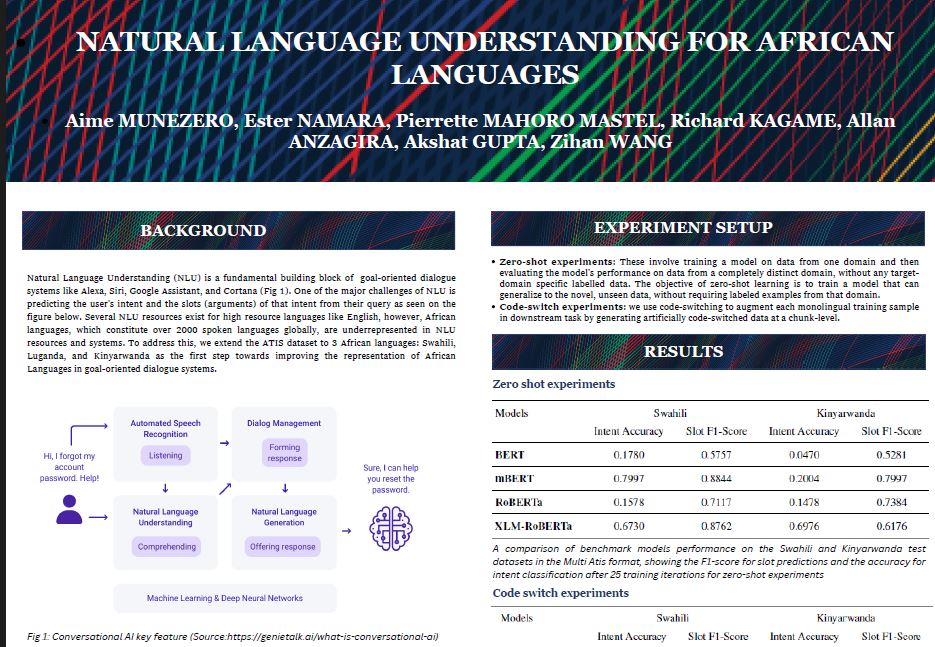 NATURAL LANGUAGE UNDERSTANDING FOR AFRICAN
LANGUAGES
Aime MUNEZERO, Ester NAMARA, Pierrette MAHORO MASTEL, Richard KAGAME, Allan
ANZAGIRA, Akshat GUPTA, Zihan WANG
BACKGROUND
Natural Language Understanding (NLU) is a fundamental building block of goal-oriented dialogue
systems like Alexa, Siri, Google Assistant, and Cortana (Fig 1). One of the major challenges of NLU is
predicting the user's intent and the slots (arguments) of that intent from their query as seen on the
figure below. Several NLU resources exist for high resource languages like English, however, African
languages, which constitute over 2000 spoken languages globally, are underrepresented in NLU
resources and systems. To address this, we extend the ATIS dataset to 3 African languages: Swahili,
Luganda, and Kinyarwanda as the first step towards improving the representation of African
Languages in goal-oriented dialogue systems.
Hi, I forgot my
account
password. Help!
Automated Speech
Recognition
Listening
Dialog Management
Forming
response
Natural Language
Understanding
Comprehending
Natural Language
Generation
Offering response
Sure, I can help
you reset the
password.
Machine Learning & Deep Neural Networks
Fig 1: Conversational AI key feature (Source:https://genietalk.ai/what-is-conversational-ai)
EXPERIMENT SETUP
• Zero-shot experiments: These involve training a model on data from one domain and then
evaluating the model's performance on data from a completely distinct domain, without any target-
domain specific labelled data. The objective of zero-shot learning is to train a model that can
generalize to the novel, unseen data, without requiring labeled examples from that domain.
• Code-switch experiments: we use code-switching to augment each monolingual training sample
in downstream task by generating artificially code-switched data at a chunk-level.
RESULTS
Zero shot experiments
Models Swahili Kinyarwanda
Intent Accuracy Slot F1-Score Intent Accuracy Slot F1-Score
BERT 0.1780 0.5757 0.0470 0.5281
mBERT 0.7997 0.8844 0.2004 0.7997
RoBERTa 0.1578 0.7117 0.1478 0.7384
XLM-RoBERTa 0.6730 0.8762 0.6976 0.6176
A comparison of benchmark models performance on the Swahili and Kinyarwanda test
datasets in the Multi Atis format, showing the F1-score for slot predictions and the accuracy for
intent classification after 25 training iterations for zero-shot experiments
Code switch experiments
Models Swahili Kinyarwanda
Intent Accuracy Slot F1-Score Intent Accuracy Slot F1-Score